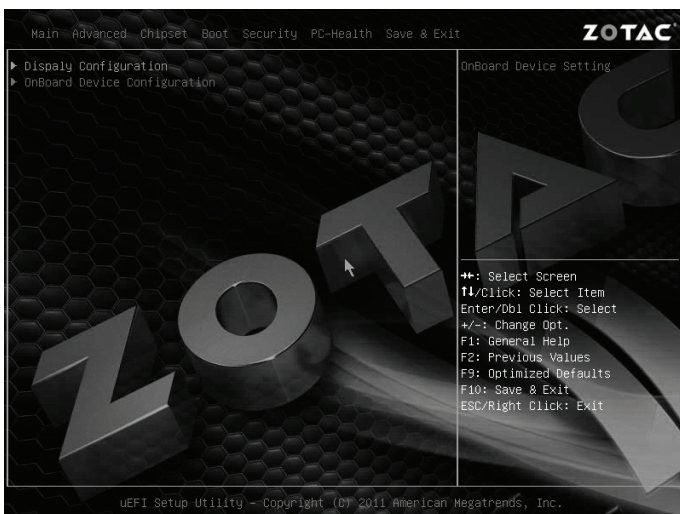 Main Advanced Chipset Boot Security PC-Health Save & Exit
ZOTAC
Dispaly Configuration
OnBoard Device Configuration
OnBoard Device Setting
Z O T A C
→←: Select Screen
↑↓/Click: Select Item
Enter/Dbl Click: Select
+/-: Change Opt.
F1: General Help
F2: Previous Values
F9: Optimized Defaults
F10: Save & Exit
ESC/Right Click: Exit
uEFI Setup Utility - Copyright (C) 2011 American Megatrends, Inc.